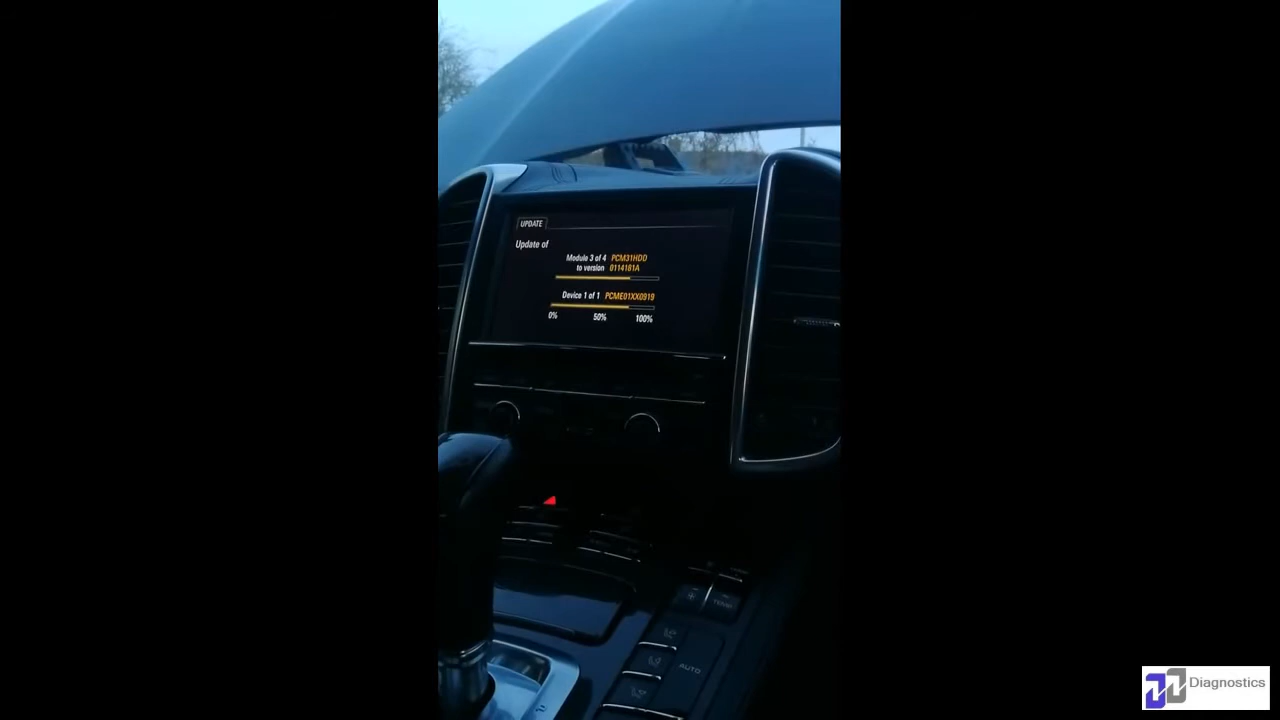 UPDATE
Update of
Module 3 of 4 PCM31HDD
to version 0114181A
Device 1 of 1 PCME01XX0919
0% 50% 100%
TEMP
AUTO
Diagnostics